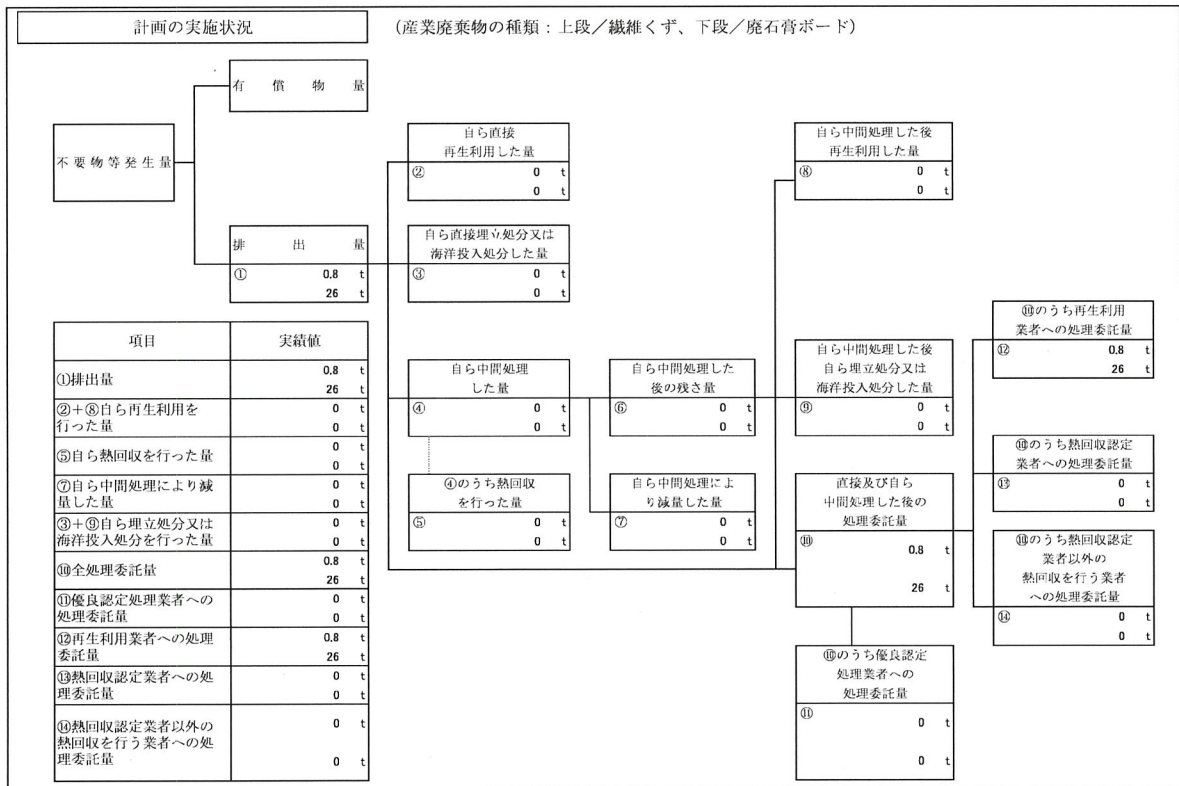 計画の実施状況
(産業廃棄物の種類：上段／繊維くず、下段／廃石膏ボード)
有償物量
不要物等発生量
排出量
① 0.8 t
26 t
自ら直接
再生利用した量
② 0 t
0 t
自ら直接埋立処分又は
海洋投入処分した量
③ 0 t
0 t
自ら中間処理
した量
④ 0 t
0 t
④のうち熱回収
を行った量
⑤ 0 t
0 t
自ら中間処理した
後の残さ量
⑥ 0 t
0 t
自ら中間処理によ
り減量した量
⑦ 0 t
0 t
自ら中間処理した後
再生利用した量
⑧ 0 t
0 t
自ら中間処理した後
自ら埋立処分又は
海洋投入処分した量
⑨ 0 t
0 t
直接及び自ら
中間処理した後の
処理委託量
⑩
0.8 t
26 t
⑩のうち優良認定
処理業者への
処理委託量
⑪
0 t
0 t
⑩のうち再生利用
業者への処理委託量
⑫ 0.8 t
26 t
⑩のうち熱回収認定
業者への処理委託量
⑬ 0 t
0 t
⑩のうち熱回収認定
業者以外の
熱回収を行う業者
への処理委託量
⑭ 0 t
0 t
項目 実績値
①排出量
0.8 t
26 t
②＋⑧自ら再生利用を
行った量
0 t
0 t
⑤自ら熱回収を行った量
0 t
0 t
⑦自ら中間処理により減
量した量
0 t
0 t
③＋⑨自ら埋立処分又は
海洋投入処分を行った量
0 t
0 t
⑩全処理委託量
0.8 t
26 t
⑪優良認定処理業者への
処理委託量
0 t
0 t
⑫再生利用業者への処理
委託量
0.8 t
26 t
⑬熱回収認定業者への処
理委託量
0 t
0 t
⑭熱回収認定業者以外の
熱回収を行う業者への処
理委託量
0 t
0 t